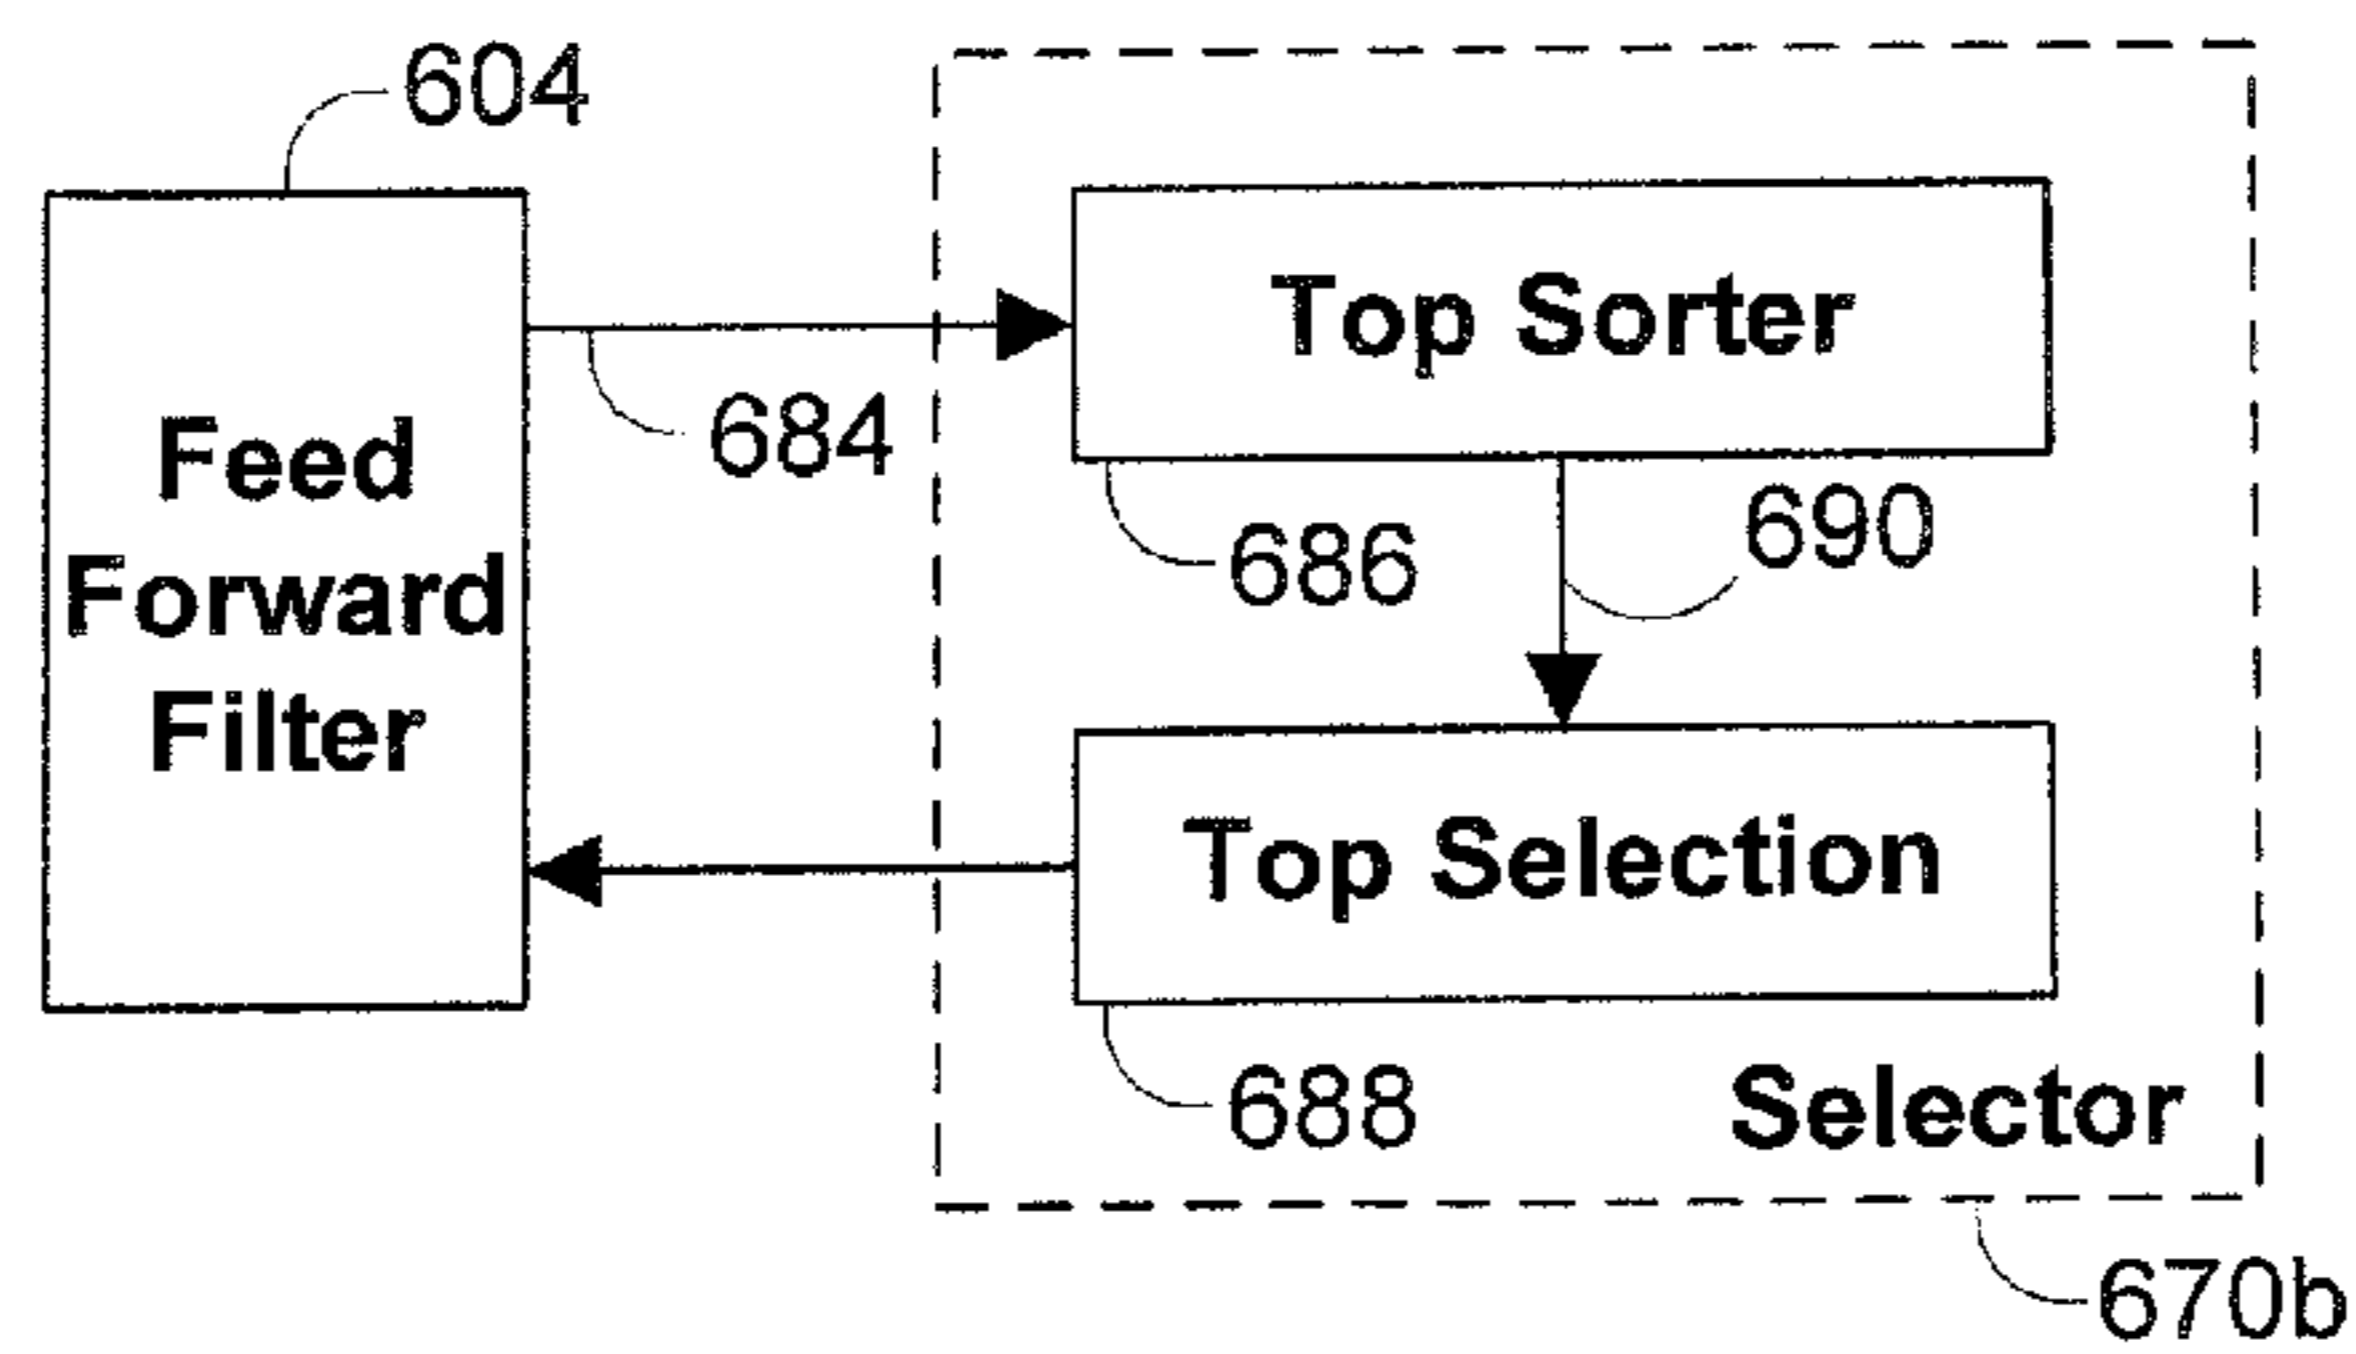 604
Feed
Forward
Filter
684
Top Sorter
686
690
Top Selection
688
Selector
670b